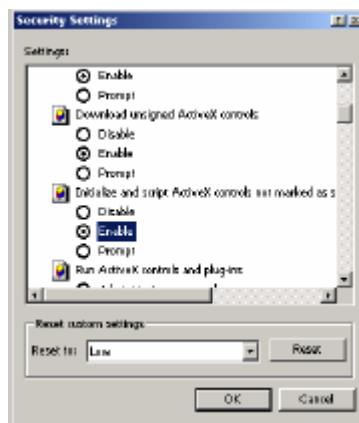 Security Settings
Settings:
Enable
Prompt
Download unsigned ActiveX controls
Disable
Enable
Prompt
Initialize and script ActiveX controls not marked as s
Disable
Enable
Prompt
Run ActiveX controls and plug-ins
Reset custom settings
Reset to: Low Reset
OK Cancel